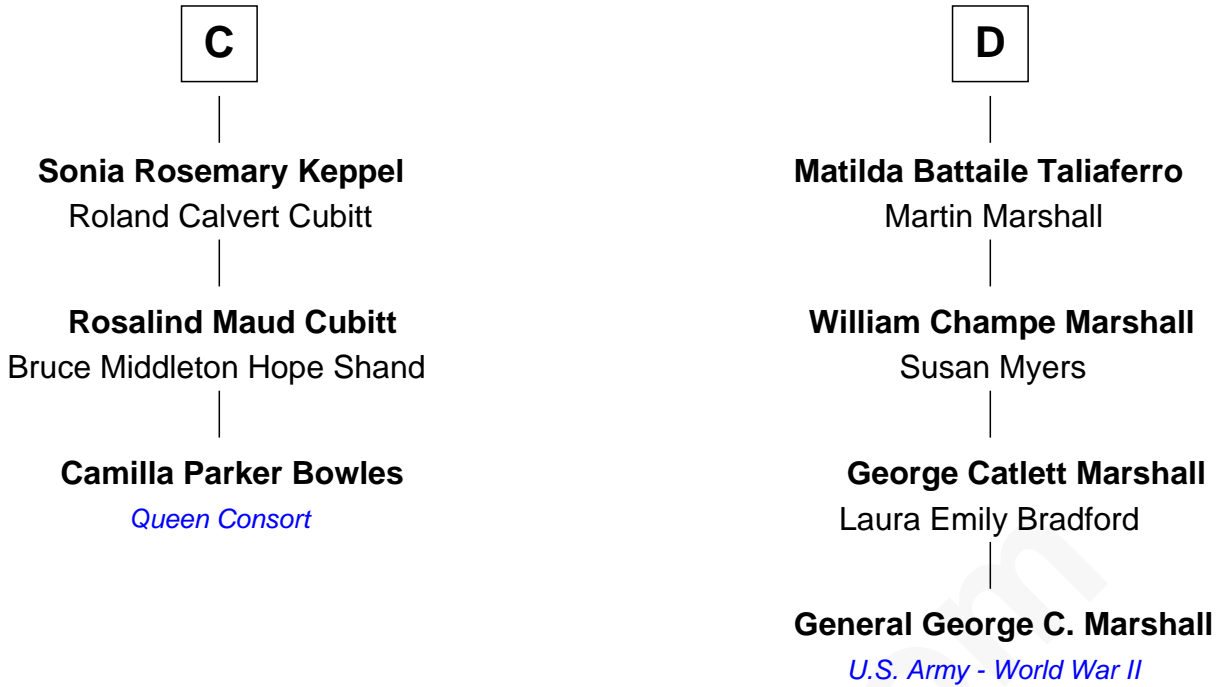 C
Sonia Rosemary Keppel
Roland Calvert Cubitt
Rosalind Maud Cubitt
Bruce Middleton Hope Shand
Camilla Parker Bowles
Queen Consort
D
Matilda Battaile Taliaferro
Martin Marshall
William Champe Marshall
Susan Myers
George Catlett Marshall
Laura Emily Bradford
General George C. Marshall
U.S. Army - World War II